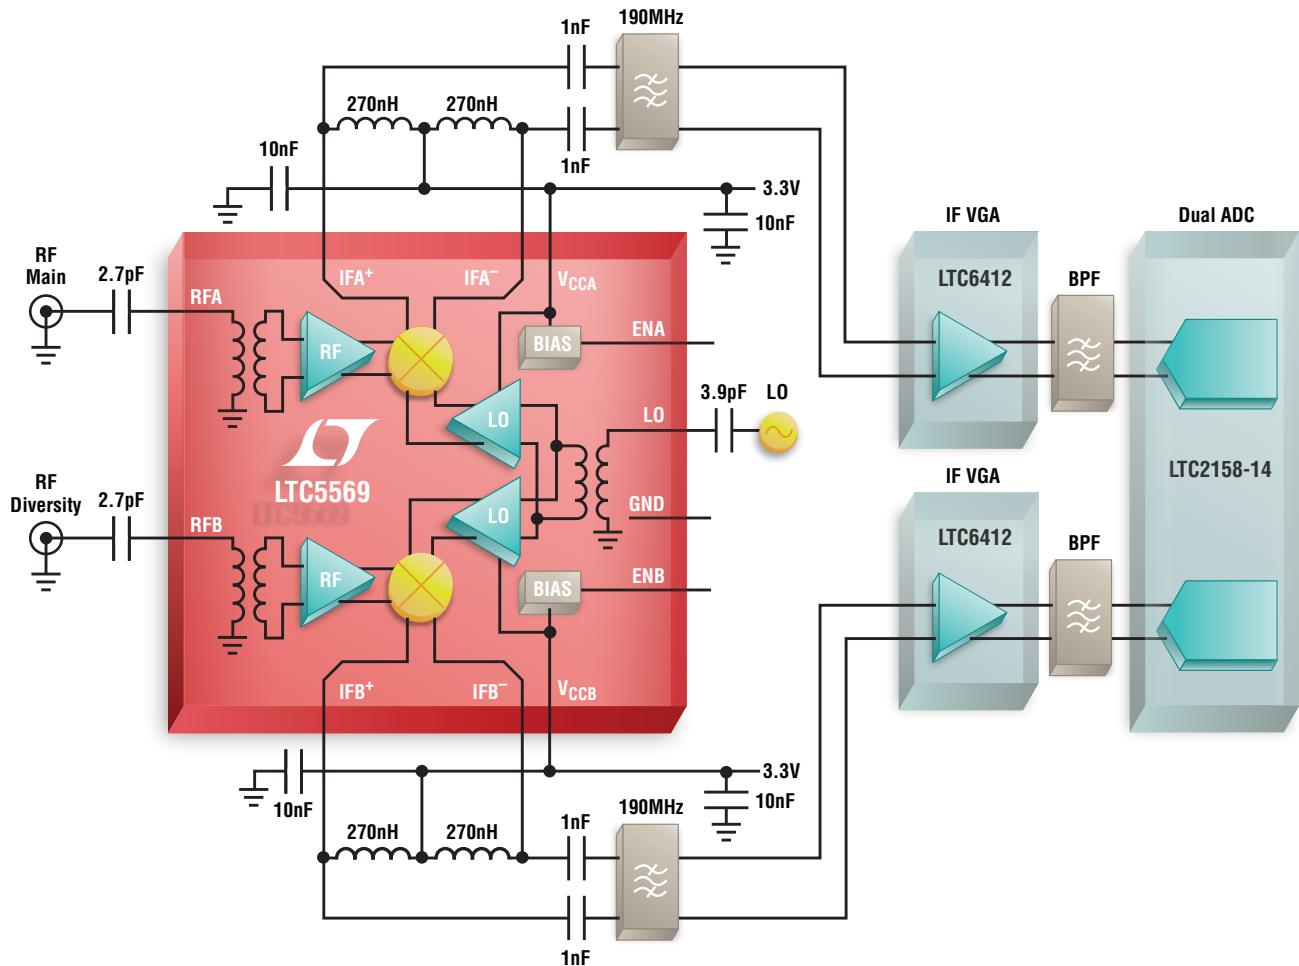 1nF
190MHz
270nH
270nH
10nF
1nF
3.3V
10nF
IF VGA
Dual ADC
RF
Main
2.7pF
RFA
IFA+
IFA−
VCCA
LTC6412
BPF
ENA
RF
BIAS
3.9pF
LO
LO
LO
LTC5569
LTC5569
RF
Diversity
2.7pF
RFB
LO
GND
IF VGA
LTC2158-14
LTC6412
BPF
RF
BIAS
ENB
IFB+
IFB−
VCCB
3.3V
10nF
10nF
270nH
270nH
1nF
190MHz
1nF